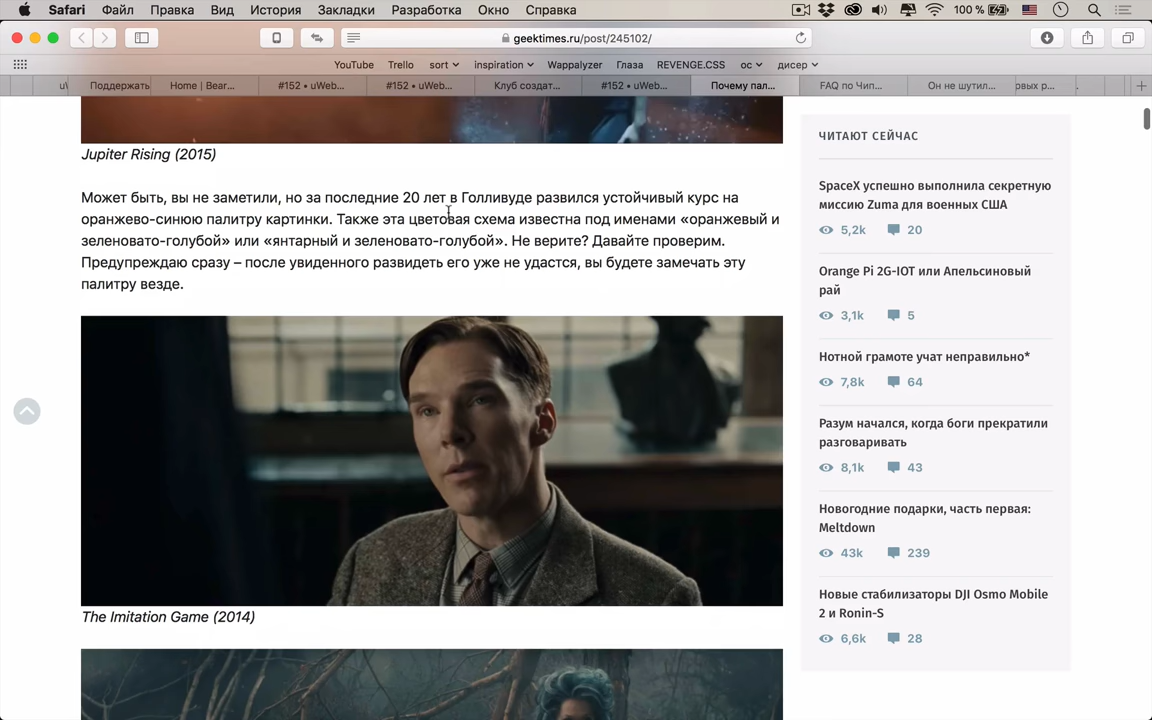 Safari Файл Правка Вид История Закладки Разработка Окно Справка 100 %
geektimes.ru/post/245102/
YouTube Trello sort inspiration Wappalyzer Глаза REVENGE.CSS ос дисер
Поддержать Home | Bear... #152 • uWeb... #152 • uWeb... Клуб создат... #152 • uWeb... Почему пал... FAQ по Чип... Он не шутил...
Jupiter Rising (2015)
Может быть, вы не заметили, но за последние 20 лет в Голливуде развился устойчивый курс на
оранжево-синюю палитру картинки. Также эта цветовая схема известна под именами «оранжевый и
зеленовато-голубой» или «янтарный и зеленовато-голубой». Не верите? Давайте проверим.
Предупреждаю сразу – после увиденного развидеть его уже не удастся, вы будете замечать эту
палитру везде.
The Imitation Game (2014)
ЧИТАЮТ СЕЙЧАС
SpaceX успешно выполнила секретную
миссию Zuma для военных США
5,2k 20
Orange Pi 2G-IOT или Апельсиновый
рай
3,1k 5
Нотной грамоте учат неправильно*
7,8k 64
Разум начался, когда боги прекратили
разговаривать
8,1k 43
Новогодние подарки, часть первая:
Meltdown
43k 239
Новые стабилизаторы DJI Osmo Mobile
2 и Ronin-S
6,6k 28